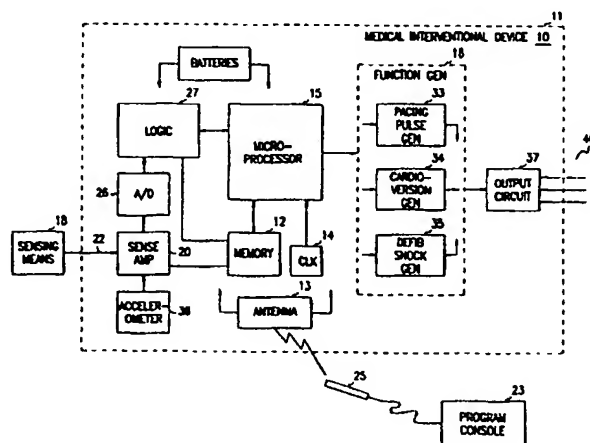 11
MEDICAL INTERVENTIONAL DEVICE 10
BATTERIES
27
LOGIC
15
MICRO-
PROCESSOR
18
FUNCTION GEN
33
PACING
PULSE
GEN
34
CARDIO-
VERSION
GEN
35
DEFIB
SHOCK
GEN
37
OUTPUT
CIRCUIT
26
A/D
18
SENSING
MEANS
22
SENSE
AMP
20
12
MEMORY
14
CLK
ACCELER-
OMETER
38
13
ANTENNA
25
23
PROGRAM
CONSOLE